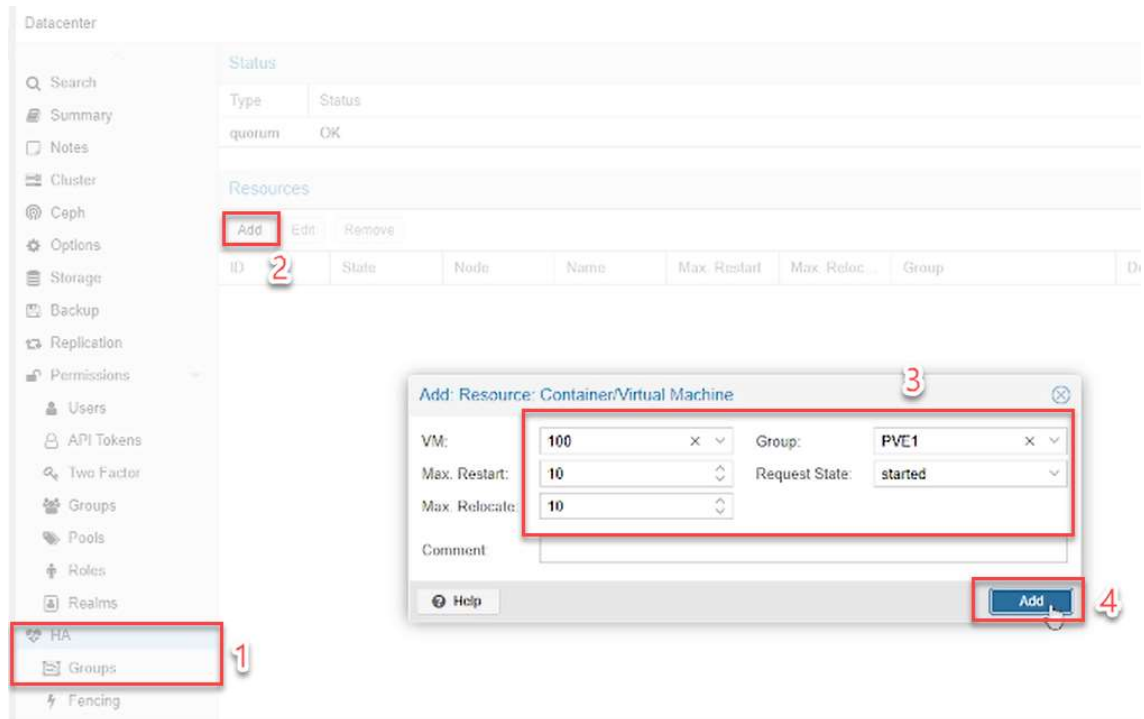 Datacenter
Search
Summary
Notes
Cluster
Ceph
Options
Storage
Backup
Replication
Permissions
Users
API Tokens
Two Factor
Groups
Pools
Roles
Realms
HA
Groups
Fencing
1
Status
Type Status
quorum OK
Resources
Add Edit Remove
2
ID State Node Name Max. Restart Max. Reloc... Group
3
Add: Resource: Container/Virtual Machine
VM: 100 Group: PVE1
Max. Restart: 10 Request State: started
Max. Relocate: 10
Comment:
Help Add
4